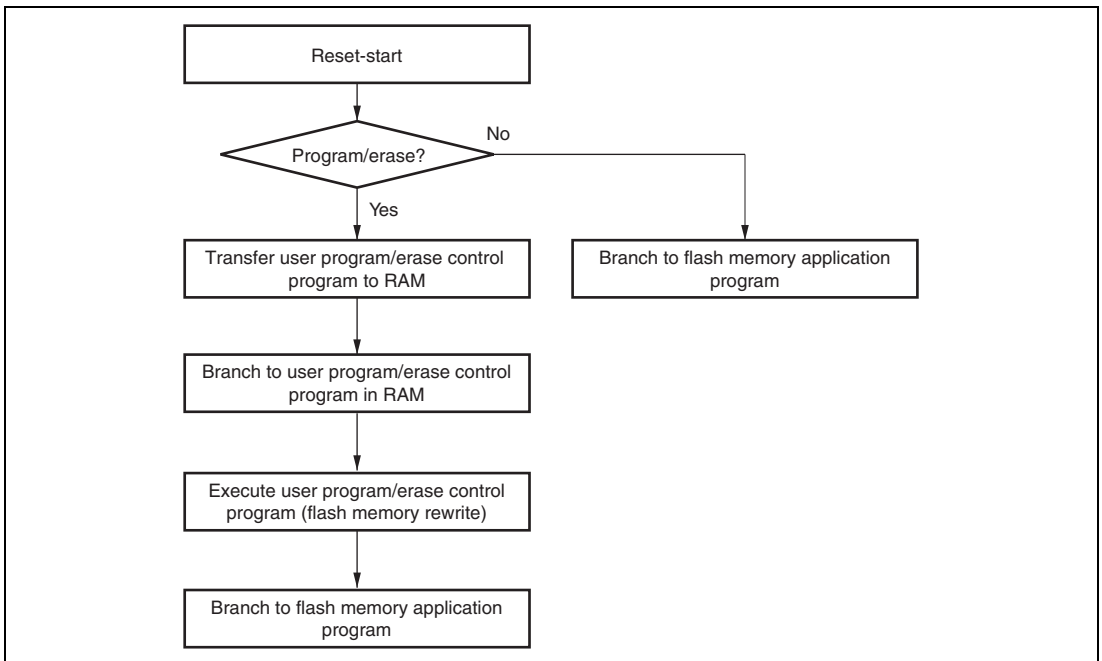 Reset-start
No
Program/erase?
Yes
Transfer user program/erase control
program to RAM
Branch to flash memory application
program
Branch to user program/erase control
program in RAM
Execute user program/erase control
program (flash memory rewrite)
Branch to flash memory application
program